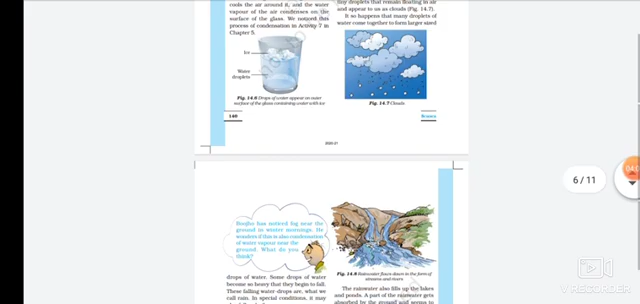 cools the air around it, and the water
vapour of the air condenses on the
surface of the glass. We noticed this
process of condensation in Activity 7 in
Chapter 5.
Ice
Water
droplets
Fig. 14.6 Drops of water appear on outer
surface of the glass containing water with ice
140
tiny droplets that remain floating in air
and appear to us as clouds (Fig. 14.7).
It so happens that many droplets of
water come together to form larger sized
Fig. 14.7 Clouds
SCIENCE
2020-21
Boojho has noticed fog near the
ground in winter mornings. He
wonders if this is also condensation
of water vapour near the
ground. What do you
think?
drops of water. Some drops of water
become so heavy that they begin to fall.
These falling water-drops are, what we
call rain. In special conditions, it may
Fig. 14.8 Rainwater flows down in the form of
streams and rivers
The rainwater also fills up the lakes
and ponds. A part of the rainwater gets
absorbed by the ground and seems to
6 / 11
V RECORDER